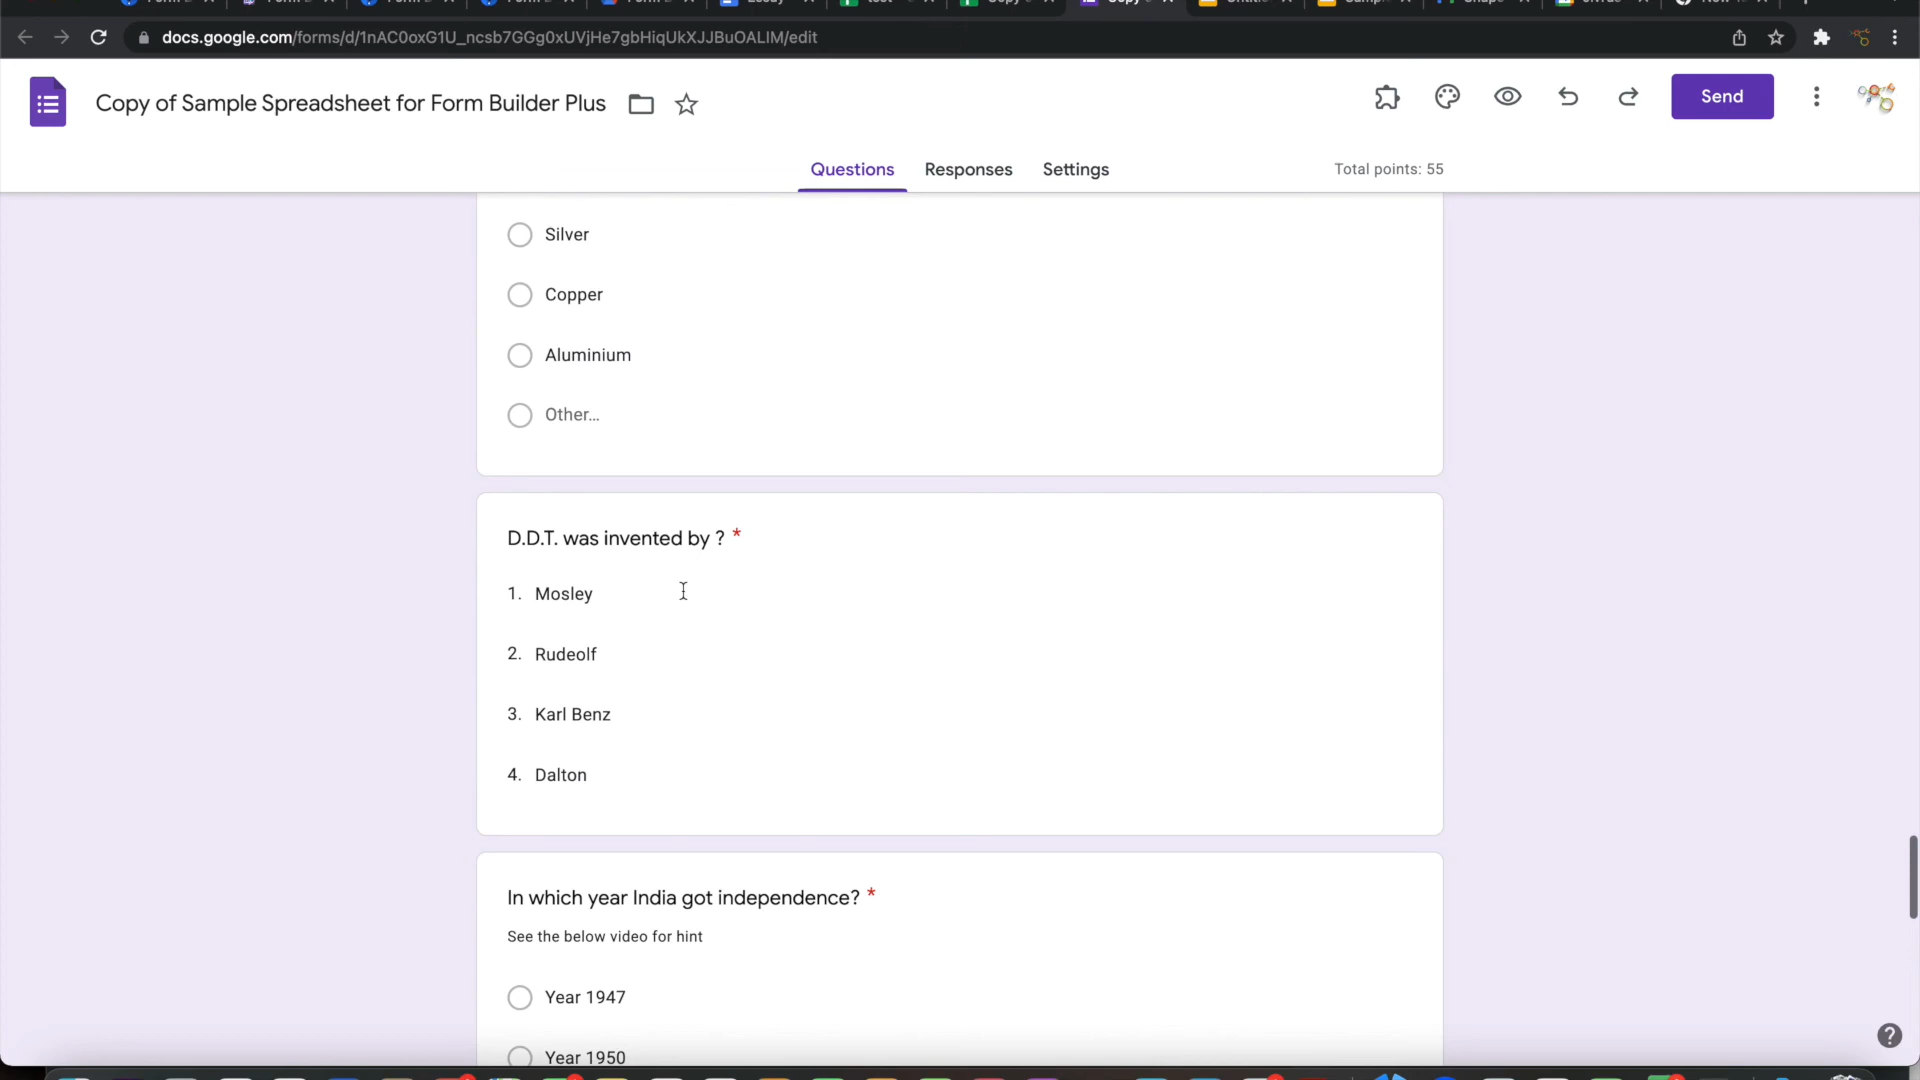 docs.google.com/forms/d/1nAC0oxG1U_ncsb7GGg0xUVjHe7gbHiqUkXJJBuOALIM/edit
Copy of Sample Spreadsheet for Form Builder Plus
Send
Questions
Responses
Settings
Total points: 55
Silver
Copper
Aluminium
Other...
D.D.T. was invented by ? *
1. Mosley
2. Rudeolf
3. Karl Benz
4. Dalton
In which year India got independence? *
See the below video for hint
Year 1947
Year 1950